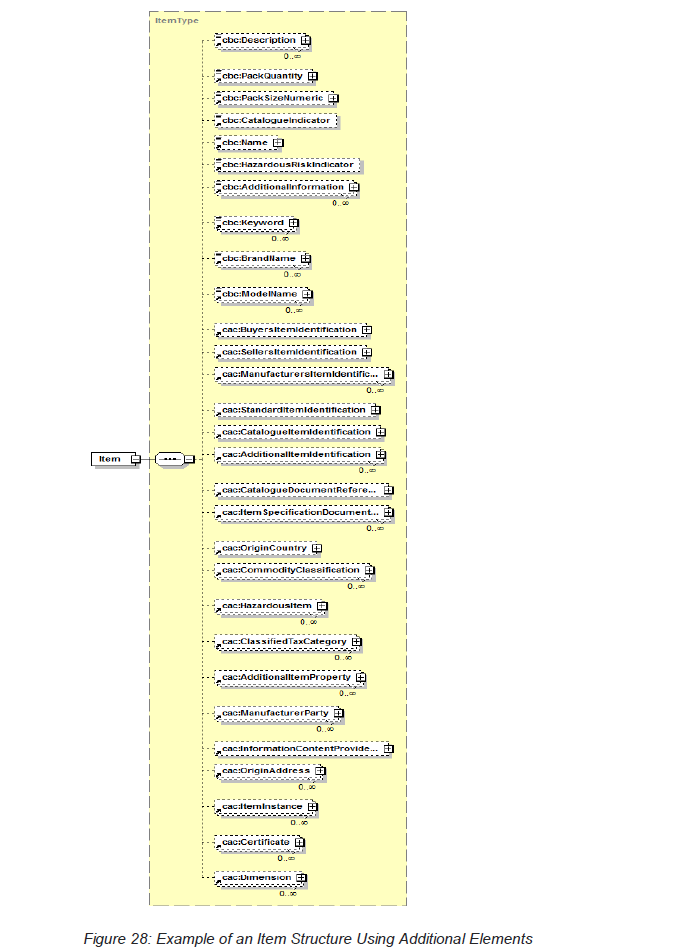 ItemType
cbc:Description
0..∞
cbc:PackQuantity
cbc:PackSizeNumeric
cbc:CatalogueIndicator
cbc:Name
cbc:HazardousRiskIndicator
cbc:AdditionalInformation
0..∞
cbc:Keyword
0..∞
cbc:BrandName
0..∞
cbc:ModelName
0..∞
cac:BuyersItemIdentification
cac:SellersItemIdentification
cac:ManufacturersItemIdentific...
0..∞
cac:StandardItemIdentification
cac:CatalogueItemIdentification
cac:AdditionalItemIdentification
0..∞
Item
cac:CatalogueDocumentRefere...
cac:ItemSpecificationDocument...
0..∞
cac:OriginCountry
cac:CommodityClassification
0..∞
cac:HazardousItem
0..∞
cac:ClassifiedTaxCategory
0..∞
cac:AdditionalItemProperty
0..∞
cac:ManufacturerParty
0..∞
cac:InformationContentProvide...
cac:OriginAddress
0..∞
cac:ItemInstance
0..∞
cac:Certificate
0..∞
cac:Dimension
0..∞
Figure 28: Example of an Item Structure Using Additional Elements